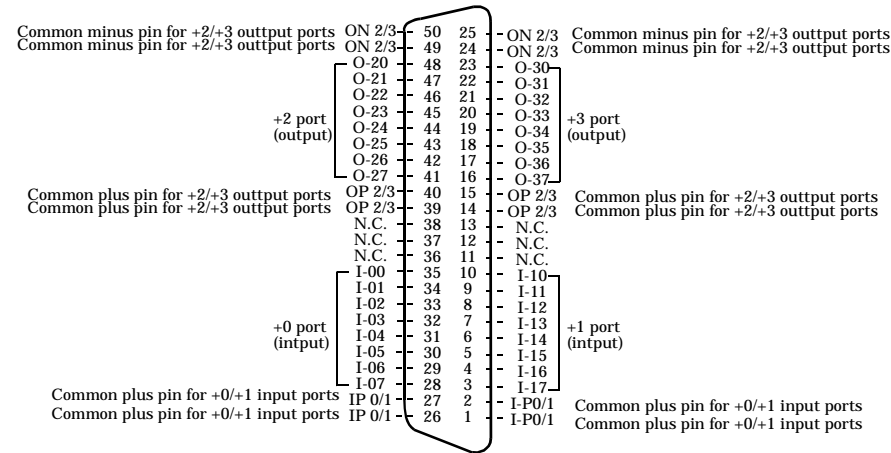 Common minus pin for +2/+3 outtput ports ON 2/3 50 25 ON 2/3 Common minus pin for +2/+3 outtput ports
Common minus pin for +2/+3 outtput ports ON 2/3 49 24 ON 2/3 Common minus pin for +2/+3 outtput ports
O-20 48 23 O-30
O-21 47 22 O-31
O-22 46 21 O-32
O-23 45 20 O-33
+2 port (output) O-24 44 19 O-34 +3 port (output)
O-25 43 18 O-35
O-26 42 17 O-36
O-27 41 16 O-37
Common plus pin for +2/+3 outtput ports OP 2/3 40 15 OP 2/3 Common plus pin for +2/+3 outtput ports
Common plus pin for +2/+3 outtput ports OP 2/3 39 14 OP 2/3 Common plus pin for +2/+3 outtput ports
N.C. 38 13 N.C.
N.C. 37 12 N.C.
N.C. 36 11 N.C.
I-00 35 10 I-10
I-01 34 9 I-11
I-02 33 8 I-12
I-03 32 7 I-13
+0 port (intput) I-04 31 6 I-14 +1 port (intput)
I-05 30 5 I-15
I-06 29 4 I-16
I-07 28 3 I-17
Common plus pin for +0/+1 input ports IP 0/1 27 2 I-P0/1 Common plus pin for +0/+1 input ports
Common plus pin for +0/+1 input ports IP 0/1 26 1 I-P0/1 Common plus pin for +0/+1 input ports